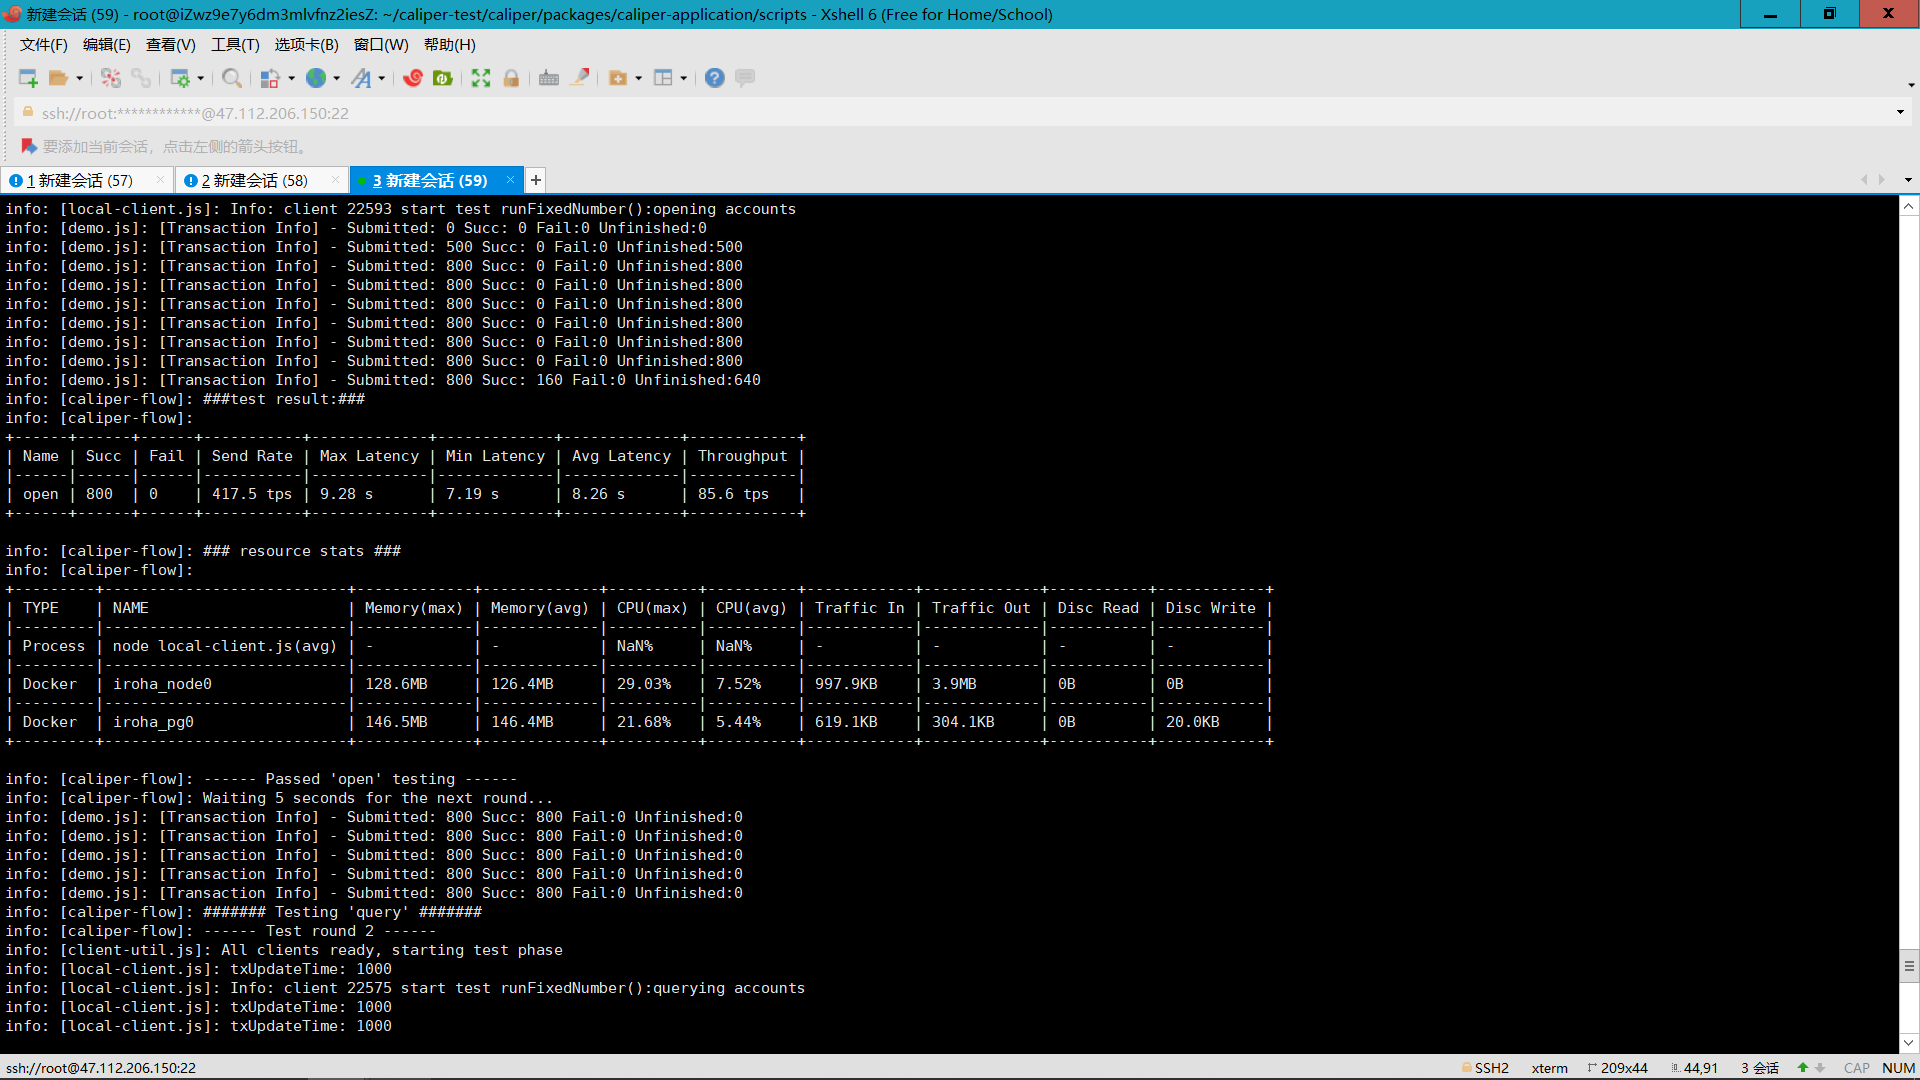 新建会话 (59) - root@iZwz9e7y6dm3mlvfnz2iesZ: ~/caliper-test/caliper/packages/caliper-application/scripts - Xshell 6 (Free for Home/School)
文件(F) 编辑(E) 查看(V) 工具(T) 选项卡(B) 窗口(W) 帮助(H)
ssh://root:************@47.112.206.150:22
要添加当前会话，点击左侧的箭头按钮。
1 新建会话 (57) 2 新建会话 (58) 3 新建会话 (59) +
info: [local-client.js]: Info: client 22593 start test runFixedNumber():opening accounts
info: [demo.js]: [Transaction Info] - Submitted: 0 Succ: 0 Fail:0 Unfinished:0
info: [demo.js]: [Transaction Info] - Submitted: 500 Succ: 0 Fail:0 Unfinished:500
info: [demo.js]: [Transaction Info] - Submitted: 800 Succ: 0 Fail:0 Unfinished:800
info: [demo.js]: [Transaction Info] - Submitted: 800 Succ: 0 Fail:0 Unfinished:800
info: [demo.js]: [Transaction Info] - Submitted: 800 Succ: 0 Fail:0 Unfinished:800
info: [demo.js]: [Transaction Info] - Submitted: 800 Succ: 0 Fail:0 Unfinished:800
info: [demo.js]: [Transaction Info] - Submitted: 800 Succ: 0 Fail:0 Unfinished:800
info: [demo.js]: [Transaction Info] - Submitted: 800 Succ: 0 Fail:0 Unfinished:800
info: [demo.js]: [Transaction Info] - Submitted: 800 Succ: 160 Fail:0 Unfinished:640
info: [caliper-flow]: ###test result:###
info: [caliper-flow]:
+------+------+------+-----------+-------------+-------------+-------------+------------+
| Name | Succ | Fail | Send Rate | Max Latency | Min Latency | Avg Latency | Throughput |
|------|------|------|-----------|-------------|-------------|-------------|------------|
| open | 800 | 0 | 417.5 tps | 9.28 s | 7.19 s | 8.26 s | 85.6 tps |
+------+------+------+-----------+-------------+-------------+-------------+------------+
info: [caliper-flow]: ### resource stats ###
info: [caliper-flow]:
+---------+---------------------------+-------------+-------------+----------+----------+------------+-------------+-----------+------------+
| TYPE | NAME | Memory(max) | Memory(avg) | CPU(max) | CPU(avg) | Traffic In | Traffic Out | Disc Read | Disc Write |
|---------|---------------------------|-------------|-------------|----------|----------|------------|-------------|-----------|------------|
| Process | node local-client.js(avg) | - | - | NaN% | NaN% | - | - | - | - |
|---------|---------------------------|-------------|-------------|----------|----------|------------|-------------|-----------|------------|
| Docker | iroha_node0 | 128.6MB | 126.4MB | 29.03% | 7.52% | 997.9KB | 3.9MB | 0B | 0B |
|---------|---------------------------|-------------|-------------|----------|----------|------------|-------------|-----------|------------|
| Docker | iroha_pg0 | 146.5MB | 146.4MB | 21.68% | 5.44% | 619.1KB | 304.1KB | 0B | 20.0KB |
+---------+---------------------------+-------------+-------------+----------+----------+------------+-------------+-----------+------------+
info: [caliper-flow]: ------ Passed 'open' testing ------
info: [caliper-flow]: Waiting 5 seconds for the next round...
info: [demo.js]: [Transaction Info] - Submitted: 800 Succ: 800 Fail:0 Unfinished:0
info: [demo.js]: [Transaction Info] - Submitted: 800 Succ: 800 Fail:0 Unfinished:0
info: [demo.js]: [Transaction Info] - Submitted: 800 Succ: 800 Fail:0 Unfinished:0
info: [demo.js]: [Transaction Info] - Submitted: 800 Succ: 800 Fail:0 Unfinished:0
info: [demo.js]: [Transaction Info] - Submitted: 800 Succ: 800 Fail:0 Unfinished:0
info: [caliper-flow]: ####### Testing 'query' #######
info: [caliper-flow]: ------ Test round 2 ------
info: [client-util.js]: All clients ready, starting test phase
info: [local-client.js]: txUpdateTime: 1000
info: [local-client.js]: Info: client 22575 start test runFixedNumber():querying accounts
info: [local-client.js]: txUpdateTime: 1000
info: [local-client.js]: txUpdateTime: 1000
ssh://root@47.112.206.150:22 SSH2 xterm 209x44 44,91 3 会话 CAP NUM